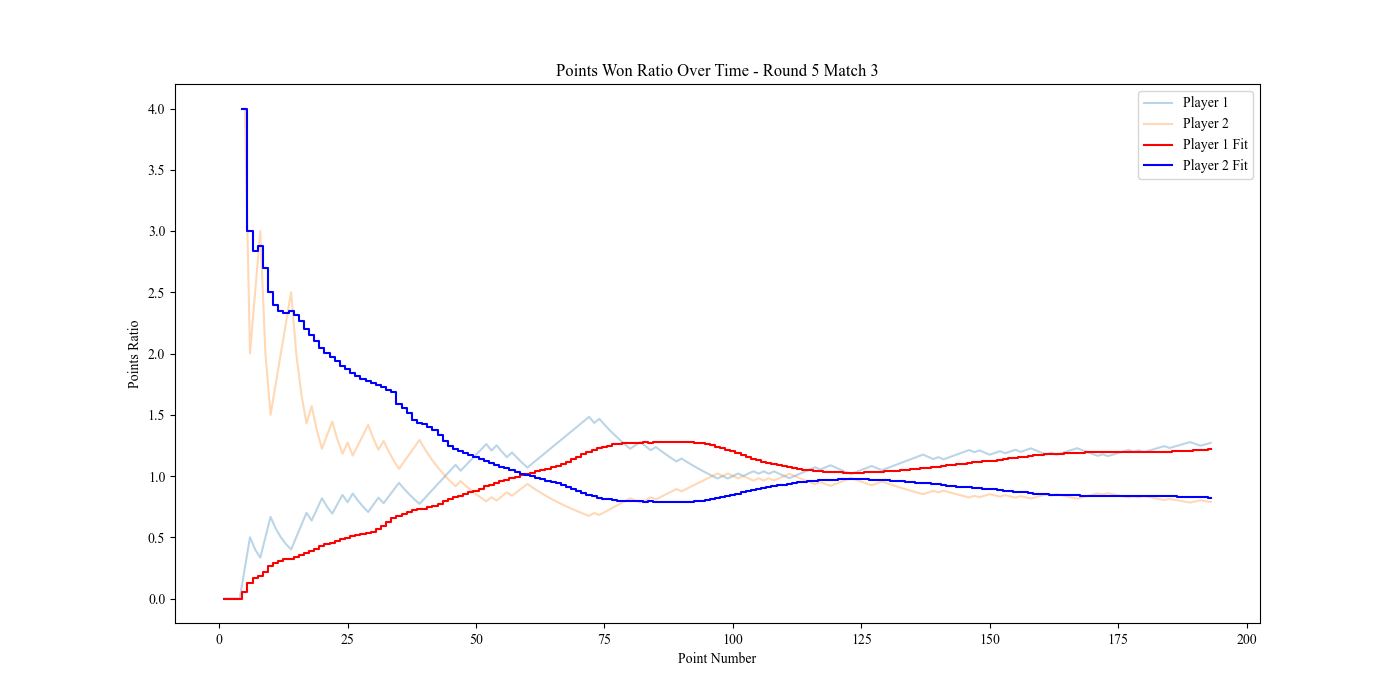 Points Won Ratio Over Time - Round 5 Match 3
Player 1
Player 2
Player 1 Fit
Player 2 Fit
Points Ratio
4.0
3.5
3.0
2.5
2.0
1.5
1.0
0.5
0.0
0 25 50 75 100 125 150 175 200
Point Number